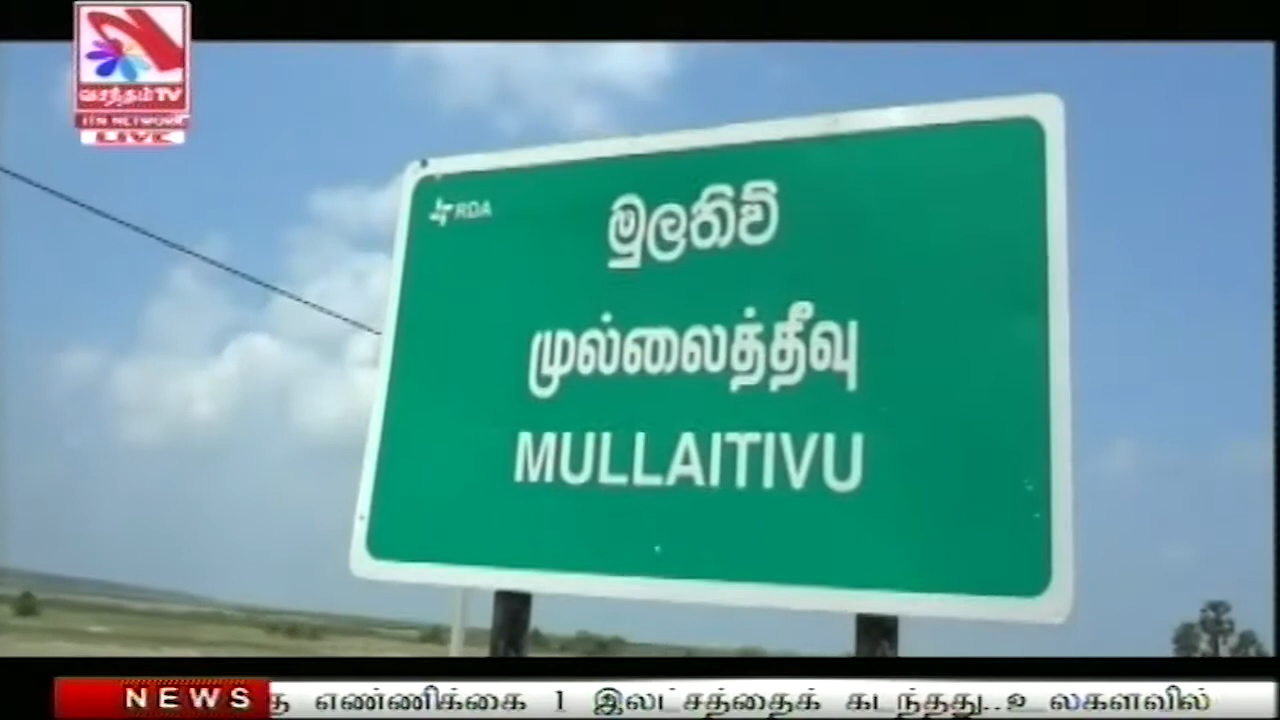 வசந்தம்TV
ITN NETWORK
LIVE
RDA
මුලතිව්
முல்லைத்தீவு
MULLAITIVU
NEWS
எண்ணிக்கை 1 இலட்சத்தைக் கடந்தது..உலகளவில்